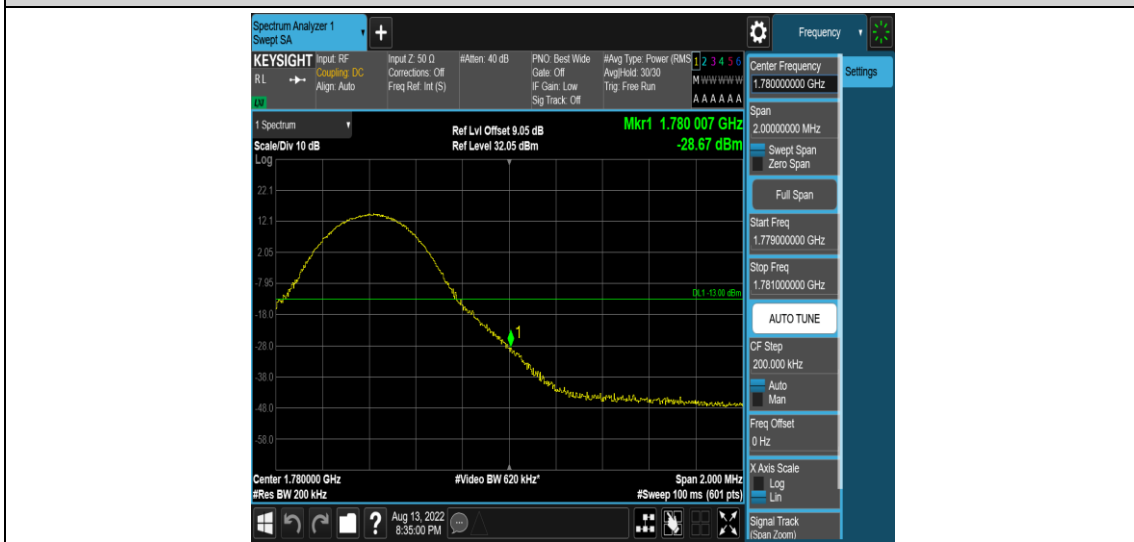 Spectrum Analyzer 1
Swept SA
Frequency
KEYSIGHT
RL
LXI
Input: RF
Coupling: DC
Align: Auto
Input Z: 50 Ω
Corrections: Off
Freq Ref: Int (S)
#Atten: 40 dB
PNO: Best Wide
Gate: Off
IF Gain: Low
Sig Track: Off
#Avg Type: Power (RMS
Avg|Hold: 30/30
Trig: Free Run
1 2 3 4 5 6
M W W W W W
A A A A A A
1 Spectrum
Scale/Div 10 dB
Log
Ref Lvl Offset 9.05 dB
Ref Level 32.05 dBm
Mkr1 1.780 007 GHz
-28.67 dBm
22.1
12.1
2.05
-7.95
DL1 -13.00 dBm
-18.0
1
-28.0
-38.0
-48.0
-58.0
Center 1.780000 GHz
#Res BW 200 kHz
#Video BW 620 kHz*
Span 2.000 MHz
#Sweep 100 ms (601 pts)
?
Aug 13, 2022
8:35:00 PM
Center Frequency
1.780000000 GHz
Settings
Span
2.00000000 MHz
Swept Span
Zero Span
Full Span
Start Freq
1.779000000 GHz
Stop Freq
1.781000000 GHz
AUTO TUNE
CF Step
200.000 kHz
Auto
Man
Freq Offset
0 Hz
X Axis Scale
Log
Lin
Signal Track
(Span Zoom)